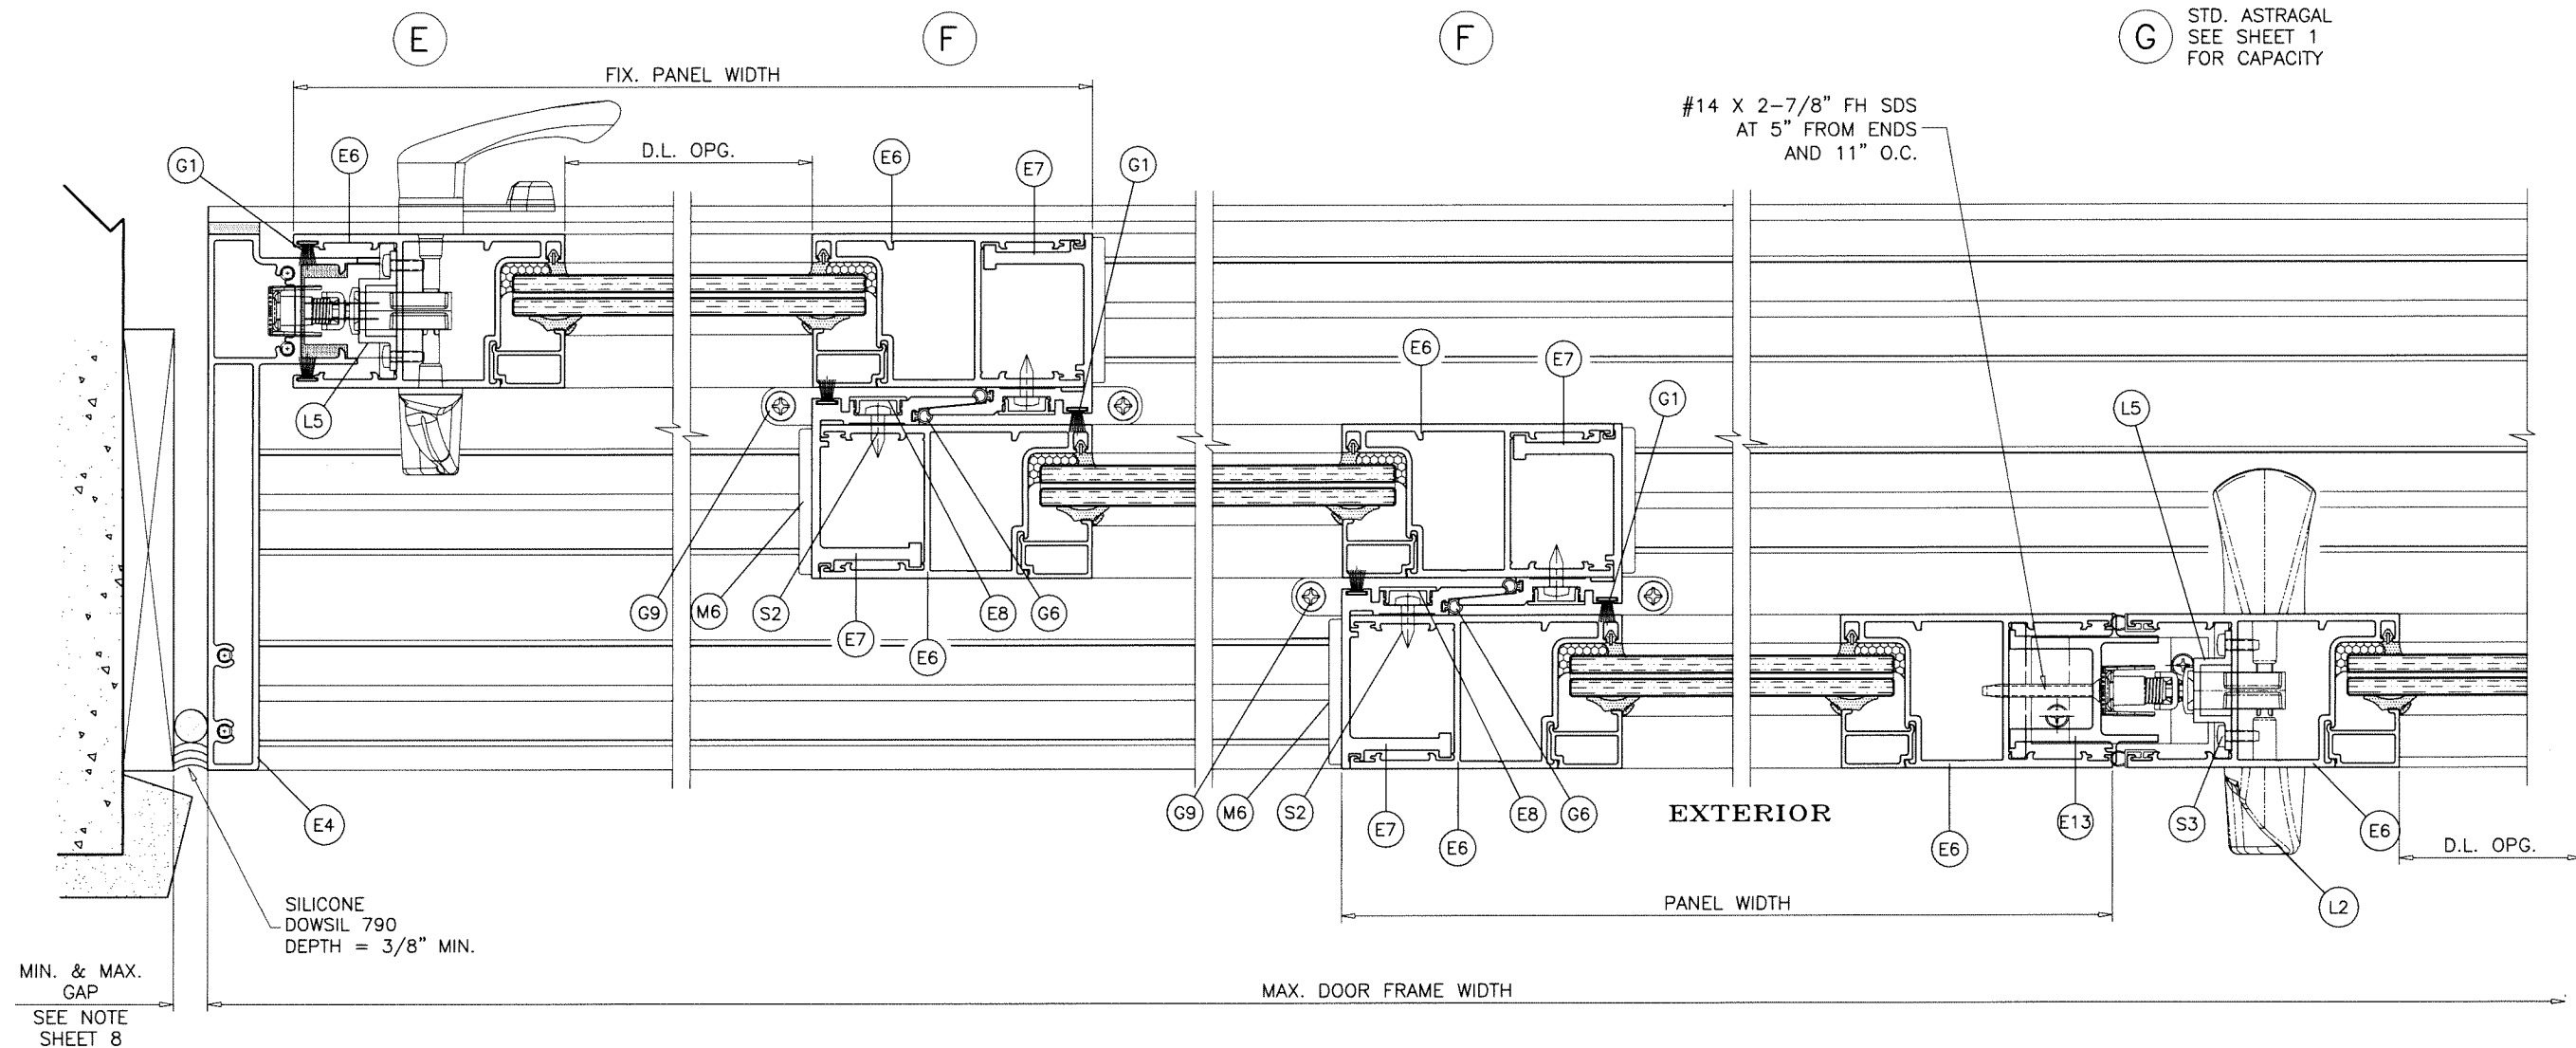 E
F
F
G
STD. ASTRAGAL
SEE SHEET 1
FOR CAPACITY
FIX. PANEL WIDTH
#14 X 2-7/8" FH SDS
AT 5" FROM ENDS
AND 11" O.C.
G1
E6
D.L. OPG.
E6
E7
G1
L5
E6
E7
G1
L5
G9
M6
S2
E7
E6
E8
G6
E4
G9
M6
S2
E7
E6
E8
G6
EXTERIOR
E6
E13
S3
E6
D.L. OPG.
L2
PANEL WIDTH
SILICONE
DOWSIL 790
DEPTH = 3/8" MIN.
MIN. & MAX.
GAP
SEE NOTE
SHEET 8
MAX. DOOR FRAME WIDTH